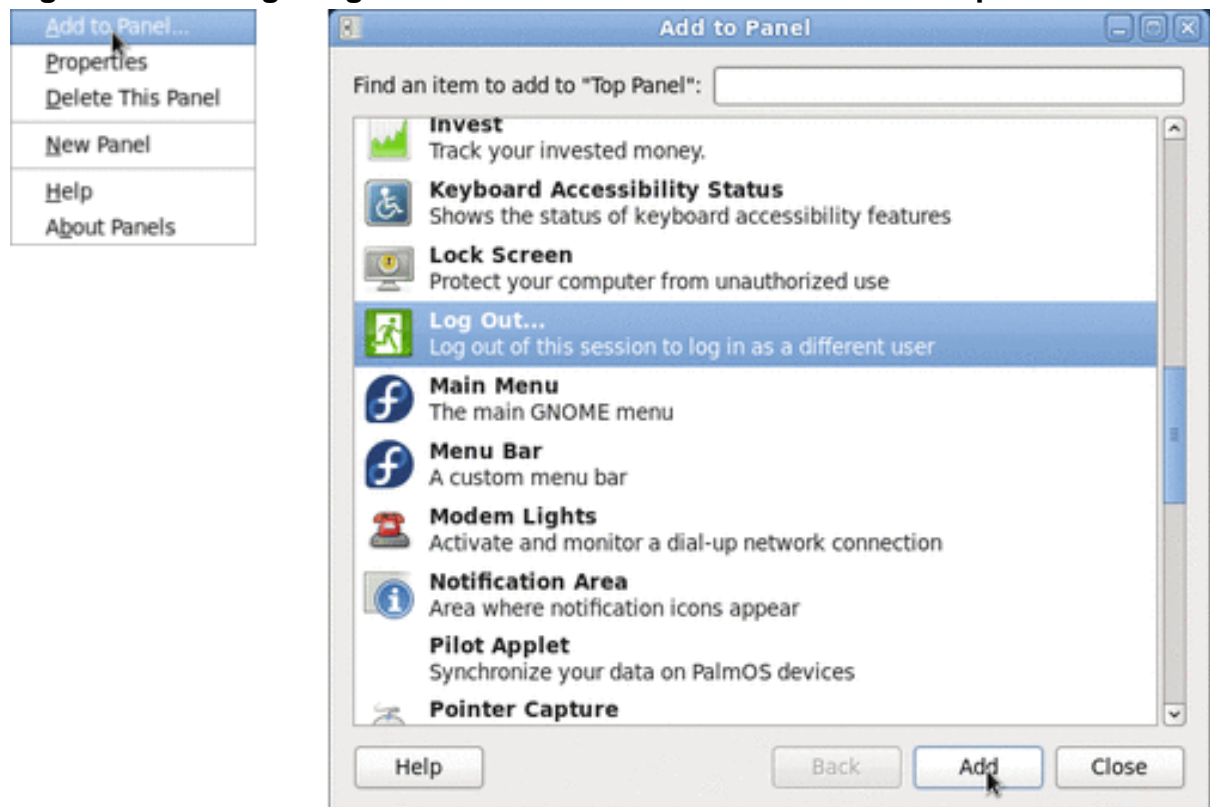 Add to Panel...
Properties
Delete This Panel
New Panel
Help
About Panels
Add to Panel
Find an item to add to "Top Panel":
Invest
Track your invested money.
Keyboard Accessibility Status
Shows the status of keyboard accessibility features
Lock Screen
Protect your computer from unauthorized use
Log Out...
Log out of this session to log in as a different user
Main Menu
The main GNOME menu
Menu Bar
A custom menu bar
Modem Lights
Activate and monitor a dial-up network connection
Notification Area
Area where notification icons appear
Pilot Applet
Synchronize your data on PalmOS devices
Pointer Capture
Help
Back
Add
Close